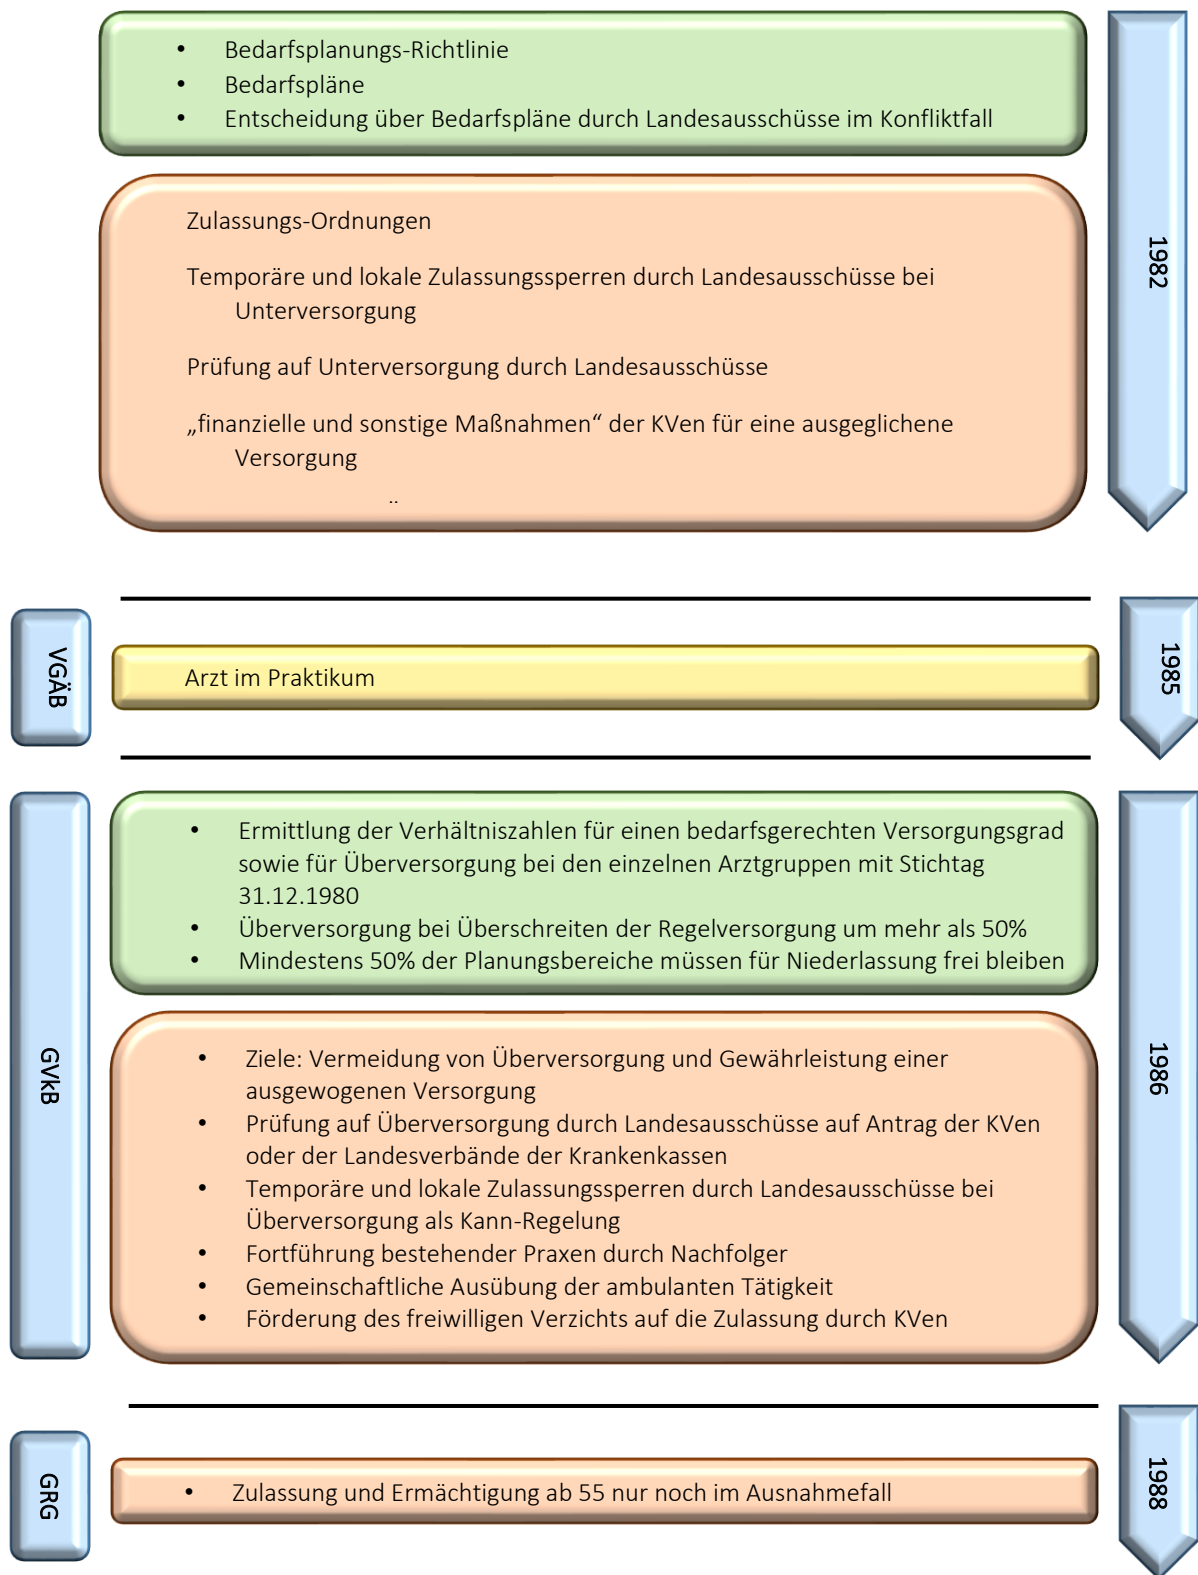 • Bedarfsplanungs-Richtlinie
• Bedarfspläne
• Entscheidung über Bedarfspläne durch Landesausschüsse im Konfliktfall
Zulassungs-Ordnungen
Temporäre und lokale Zulassungssperren durch Landesausschüsse bei
Unterversorgung
Prüfung auf Unterversorgung durch Landesausschüsse
„finanzielle und sonstige Maßnahmen“ der KVen für eine ausgeglichene
Versorgung
1982
VGÄB
Arzt im Praktikum
1985
GVkB
• Ermittlung der Verhältniszahlen für einen bedarfsgerechten Versorgungsgrad
sowie für Überversorgung bei den einzelnen Arztgruppen mit Stichtag
31.12.1980
• Überversorgung bei Überschreiten der Regelversorgung um mehr als 50%
• Mindestens 50% der Planungsbereiche müssen für Niederlassung frei bleiben
• Ziele: Vermeidung von Überversorgung und Gewährleistung einer
ausgewogenen Versorgung
• Prüfung auf Überversorgung durch Landesausschüsse auf Antrag der KVen
oder der Landesverbände der Krankenkassen
• Temporäre und lokale Zulassungssperren durch Landesausschüsse bei
Überversorgung als Kann-Regelung
• Fortführung bestehender Praxen durch Nachfolger
• Gemeinschaftliche Ausübung der ambulanten Tätigkeit
• Förderung des freiwilligen Verzichts auf die Zulassung durch KVen
1986
GRG
• Zulassung und Ermächtigung ab 55 nur noch im Ausnahmefall
1988